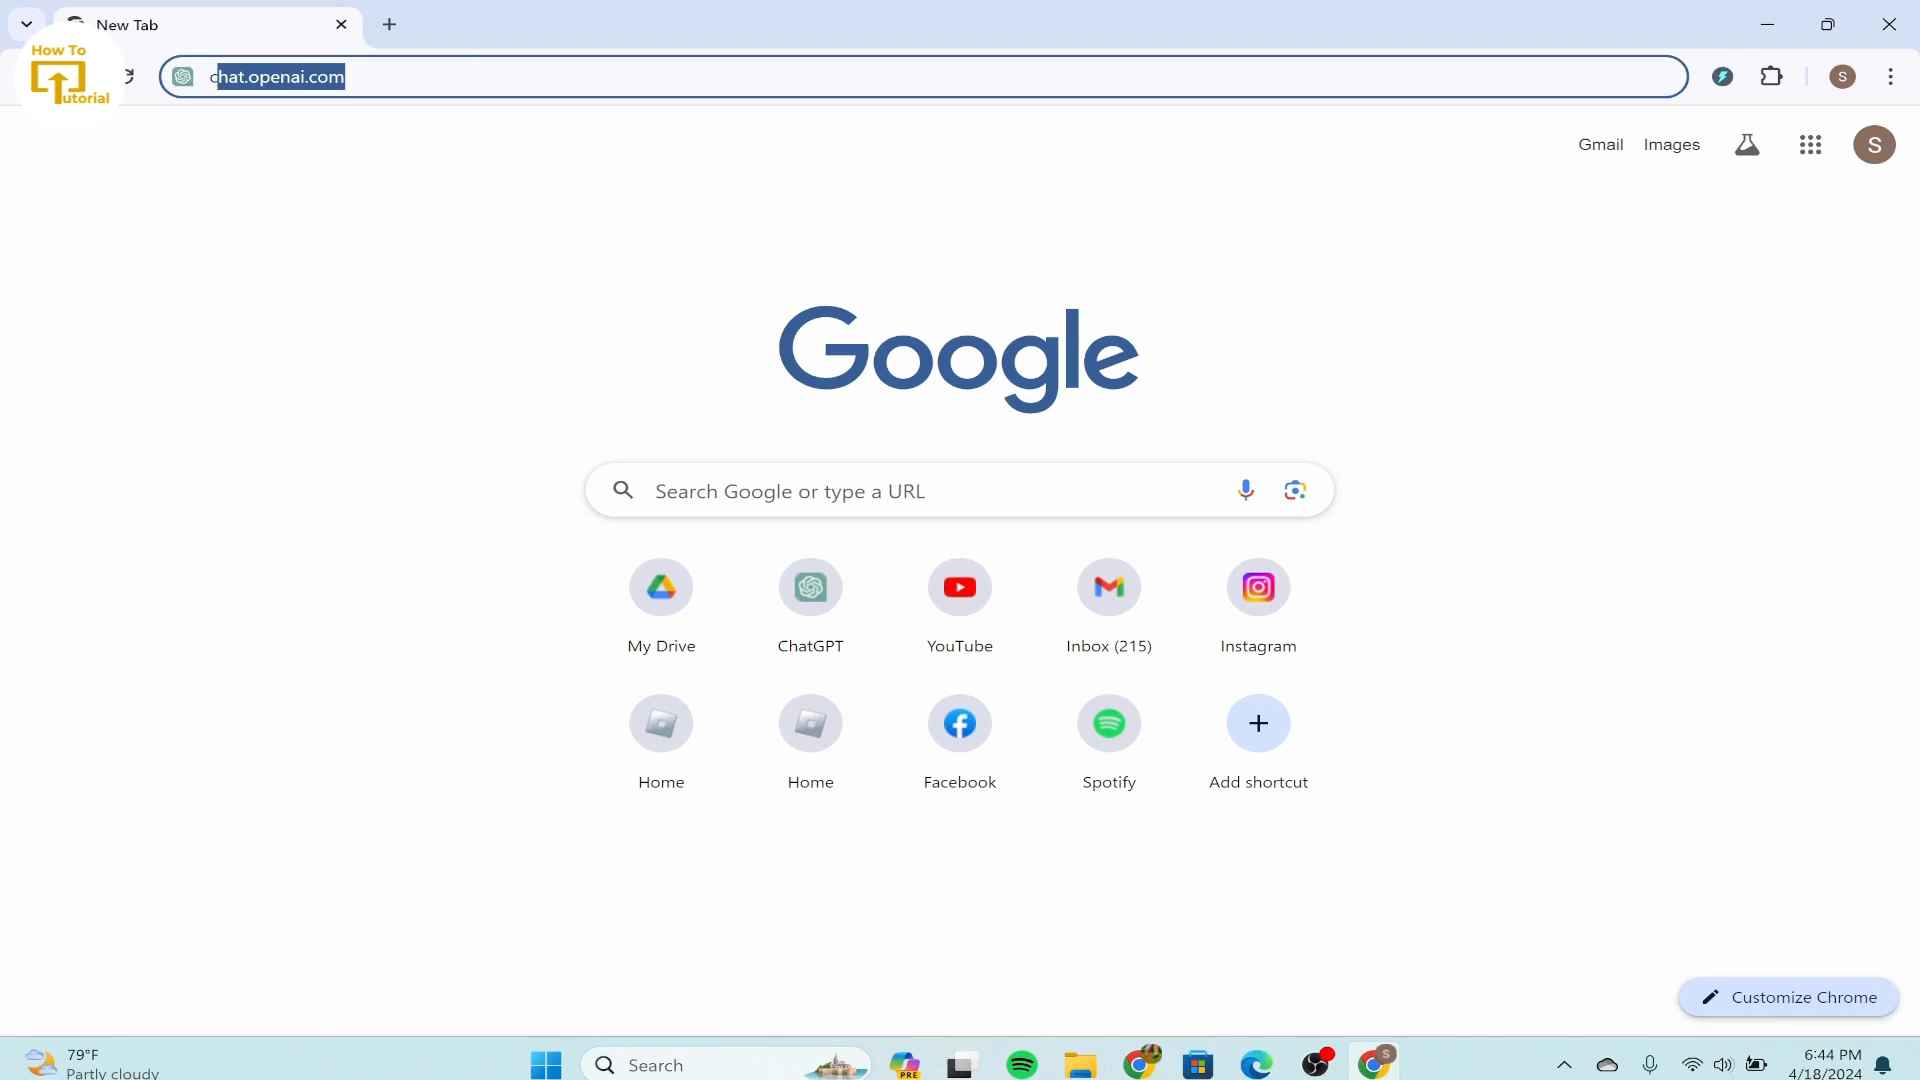 New Tab
How To
utorial
chat.openai.com
Gmail
Images
S
S
Google
Search Google or type a URL
My Drive
ChatGPT
YouTube
Inbox (215)
Instagram
Home
Home
Facebook
Spotify
Add shortcut
Customize Chrome
79°F
Partly cloudy
Search
PRE
S
6:44 PM
4/18/2024